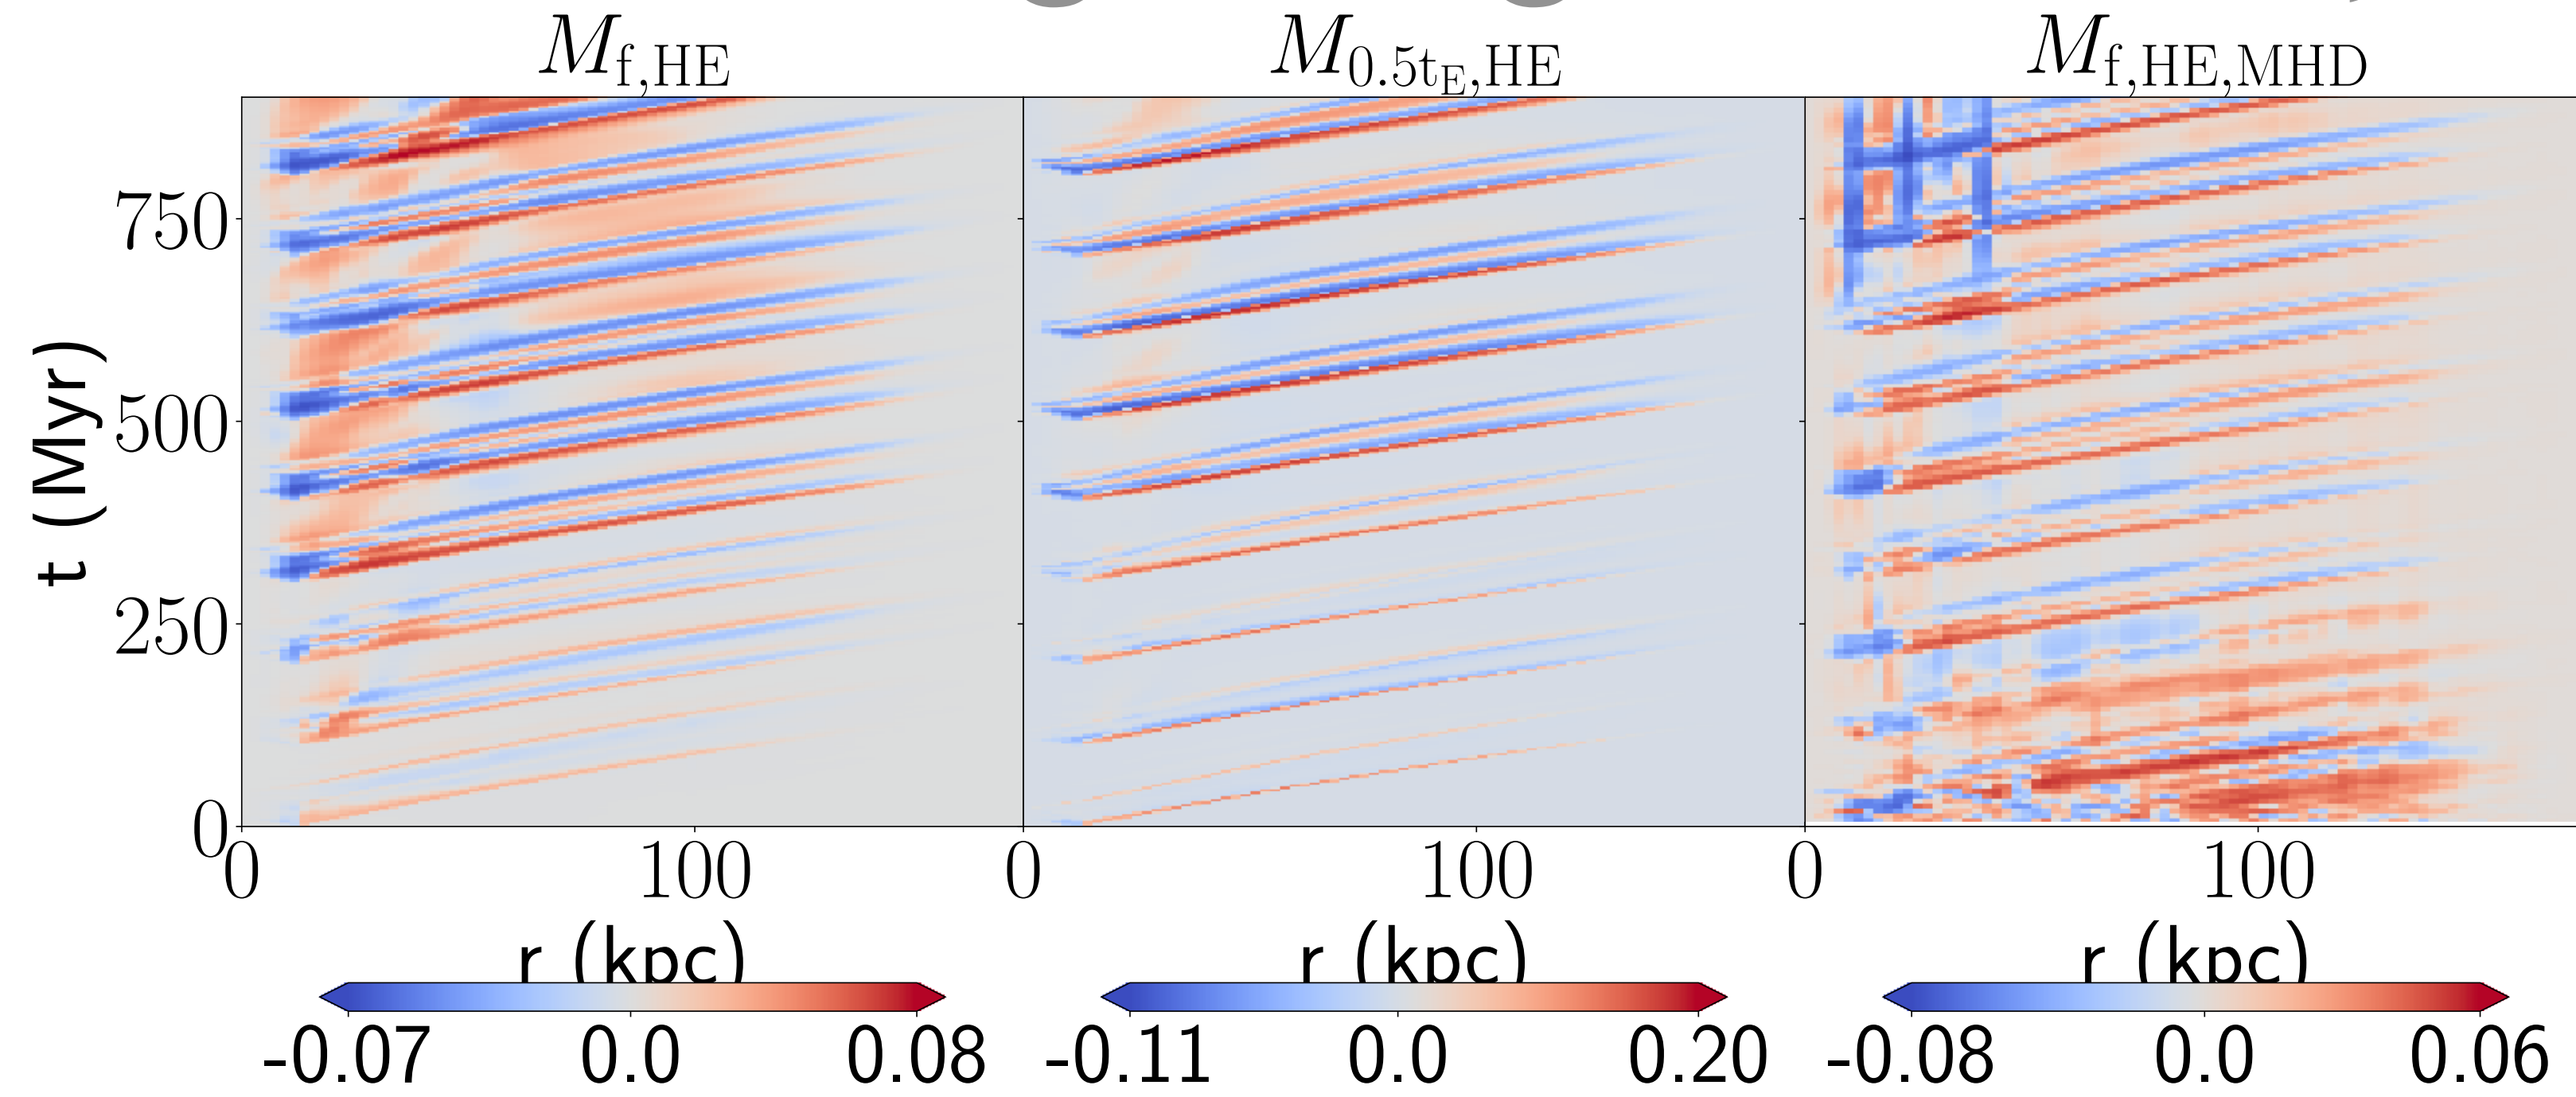 M_f,HE M_0.5t_E,HE M_f,HE,MHD
t (Myr)
750
500
250
0
0 100 0 100 0 100
r (kpc) r (kpc) r (kpc)
-0.07 0.0 0.08 -0.11 0.0 0.20 -0.08 0.0 0.06